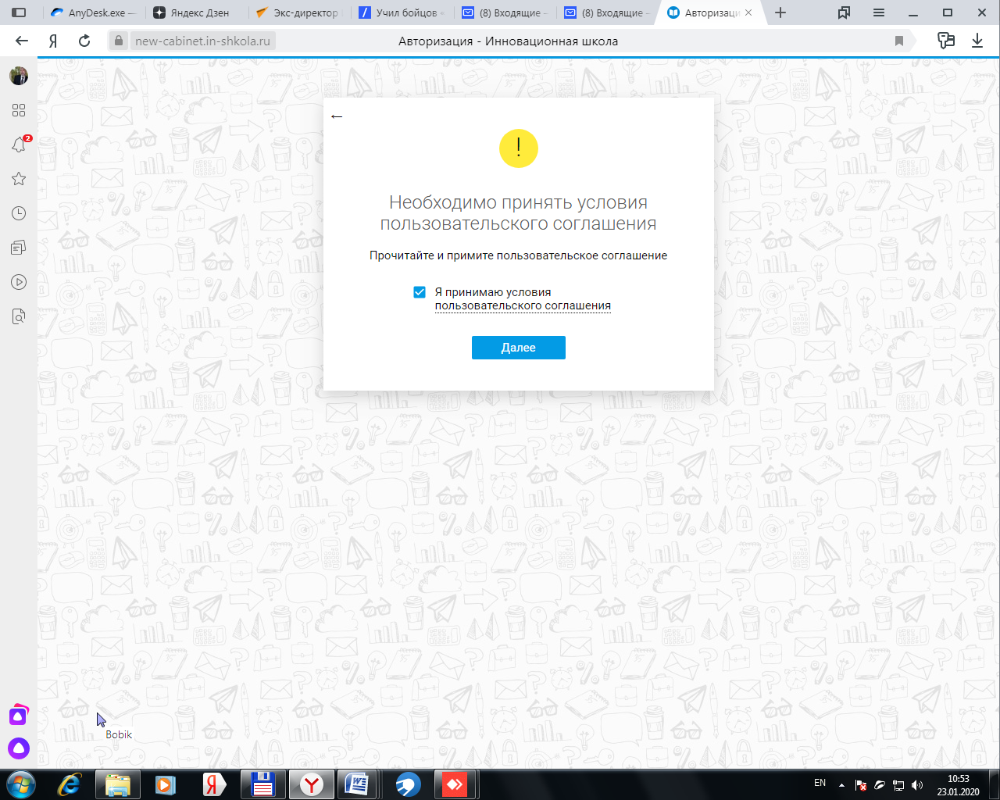 AnyDesk.exe —
Яндекс Дзен
Экс-директор
Учил бойцов «
(8) Входящие –
(8) Входящие –
Авторизаци
Я
new-cabinet.in-shkola.ru
Авторизация - Инновационная школа
2
←
!
Необходимо принять условия
пользовательского соглашения
Прочитайте и примите пользовательское соглашение
Я принимаю условия
пользовательского соглашения
Далее
Bobik
EN
10:53
23.01.2020